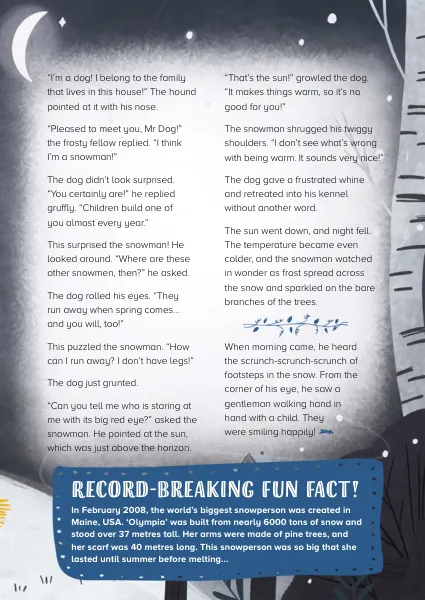 “I’m a dog! I belong to the family
that lives in this house!” The hound
pointed at it with his nose.
“Pleased to meet you, Mr Dog!”
the frosty fellow replied. “I think
I’m a snowman!”
The dog didn’t look surprised.
“You certainly are!” he replied
gruffly. “Children build one of
you almost every year.”
This surprised the snowman! He
looked around. “Where are these
other snowmen, then?” he asked.
The dog rolled his eyes. “They
run away when spring comes...
and you will, too!”
This puzzled the snowman. “How
can I run away? I don’t have legs!”
The dog just grunted.
“Can you tell me who is staring at
me with its big red eye?” asked the
snowman. He pointed at the sun,
which was just above the horizon.
“That’s the sun!” growled the dog.
“It makes things warm, so it’s no
good for you!”
The snowman shrugged his twiggy
shoulders. “I don’t see what’s wrong
with being warm. It sounds very nice!”
The dog gave a frustrated whine
and retreated into his kennel
without another word.
The sun went down, and night fell.
The temperature became even
colder, and the snowman watched
in wonder as frost spread across
the snow and sparkled on the bare
branches of the trees.
When morning came, he heard
the scrunch-scrunch-scrunch of
footsteps in the snow. From the
corner of his eye, he saw a
gentleman walking hand in
hand with a child. They
were smiling happily!
RECORD-BREAKING FUN FACT!
In February 2008, the world’s biggest snowperson was created in
Maine, USA. ‘Olympia’ was built from nearly 6000 tons of snow and
stood over 37 metres tall. Her arms were made of pine trees, and
her scarf was 40 metres long. This snowperson was so big that she
lasted until summer before melting...